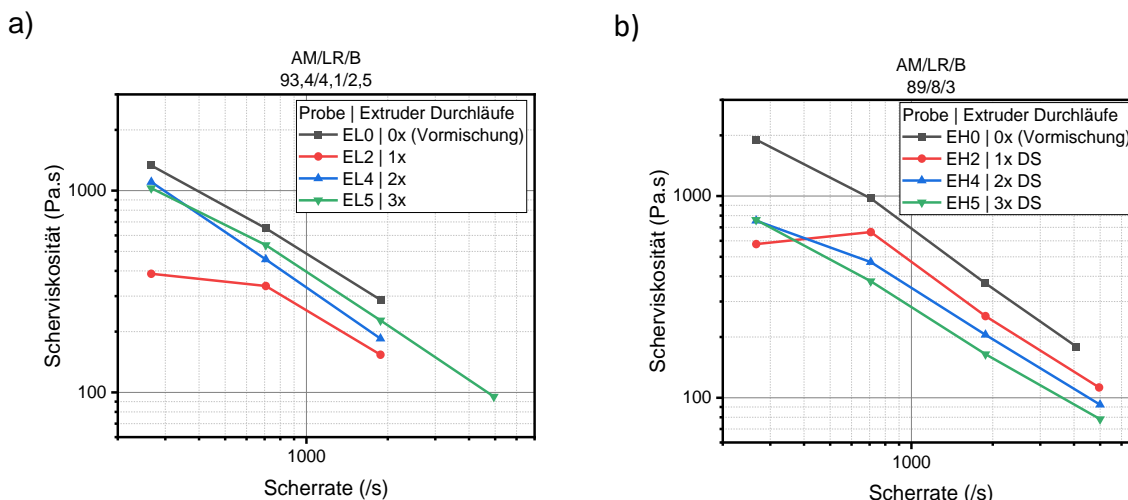 a)
AM/LR/B
93,4/4,1/2,5
Probe | Extruder Durchläufe
EL0 | 0x (Vormischung)
EL2 | 1x
EL4 | 2x
EL5 | 3x
1000
100
Scherviskosität (Pa.s)
1000
Scherrate (/s)
b)
AM/LR/B
89/8/3
Probe | Extruder Durchläufe
EH0 | 0x (Vormischung)
EH2 | 1x DS
EH4 | 2x DS
EH5 | 3x DS
1000
100
Scherviskosität (Pa.s)
1000
Scherrate (/s)